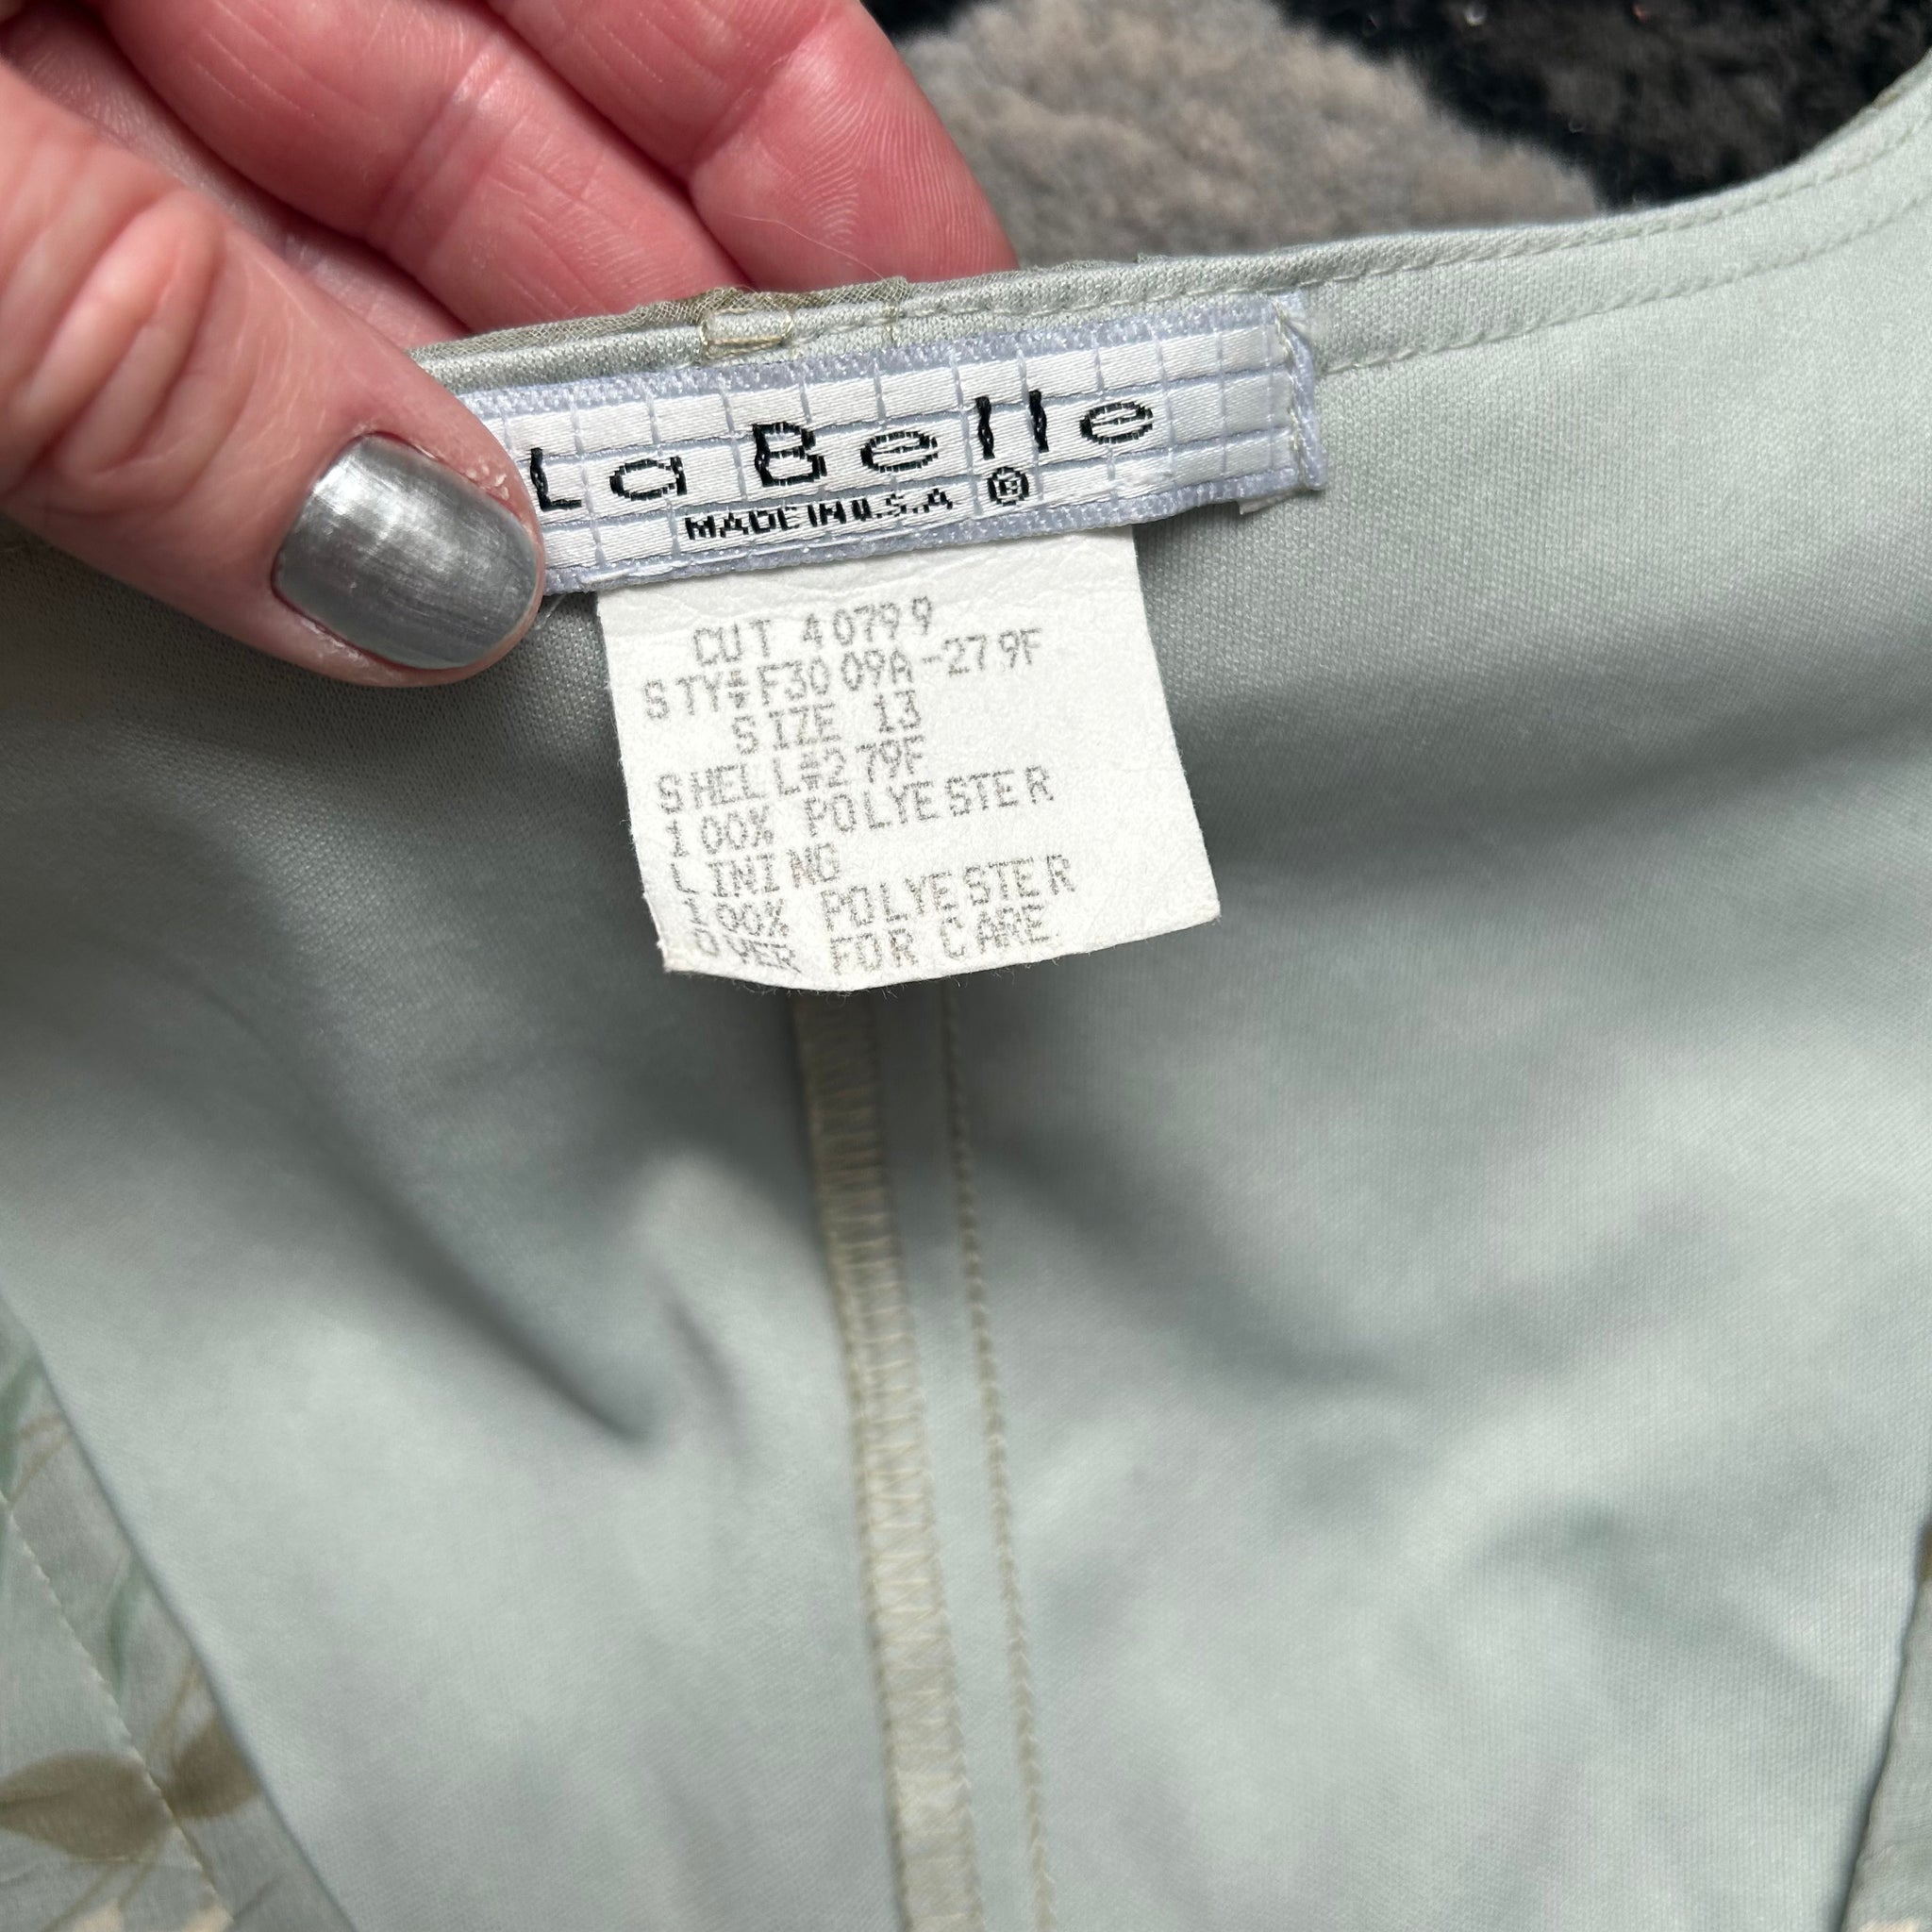 La Belle
MADE IN U.S.A ®
CUT 40799
STY#F3009A-279F
SIZE 13
SHELL#279F
100% POLYESTER
LINING
100% POLYESTER
OVER FOR CARE